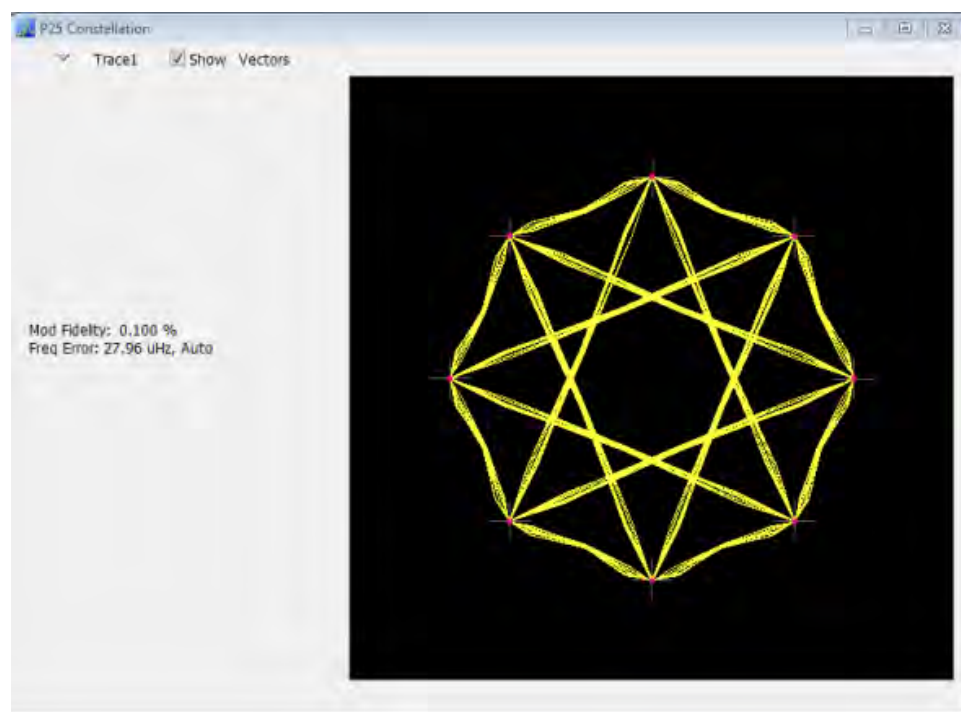 P25 Constellation
Trace1 Show Vectors
Mod Fidelity: 0.100 %
Freq Error: 27.96 uHz, Auto